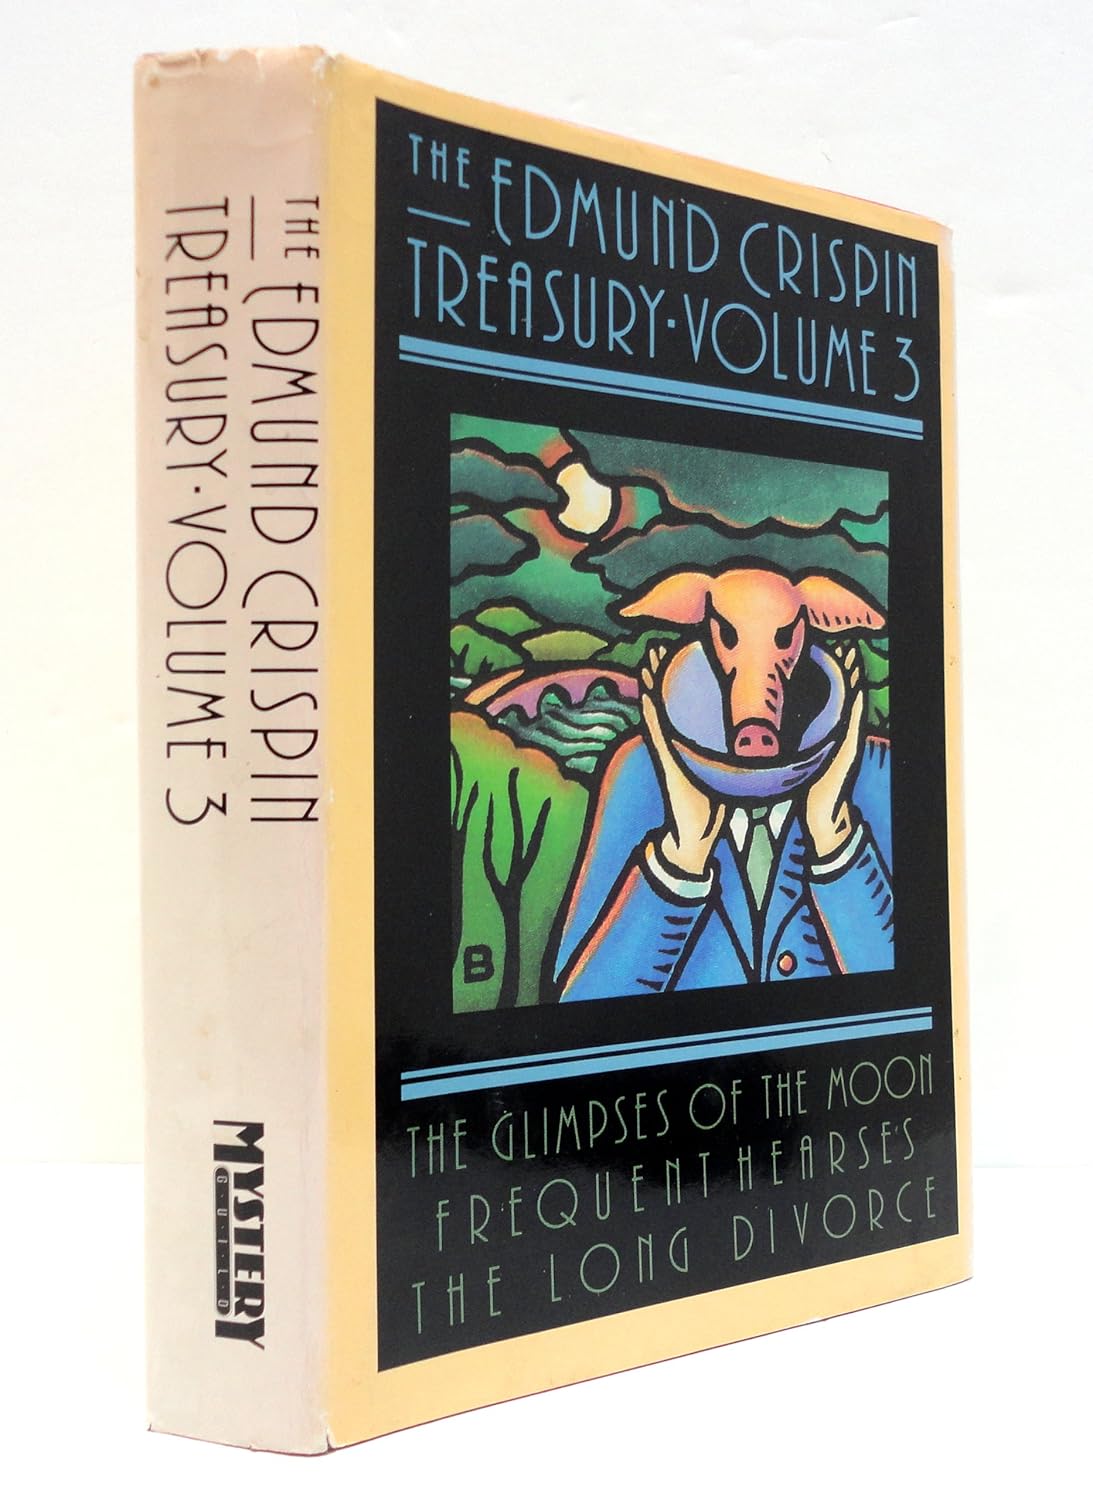 THE EDMUND CRISPIN
TREASURY·VOLUME 3
MYSTERY
G·U·I·L·D
THE EDMUND CRISPIN
TREASURY·VOLUME 3
B
THE GLIMPSES OF THE MOON
FREQUENT HEARSES
THE LONG DIVORCE